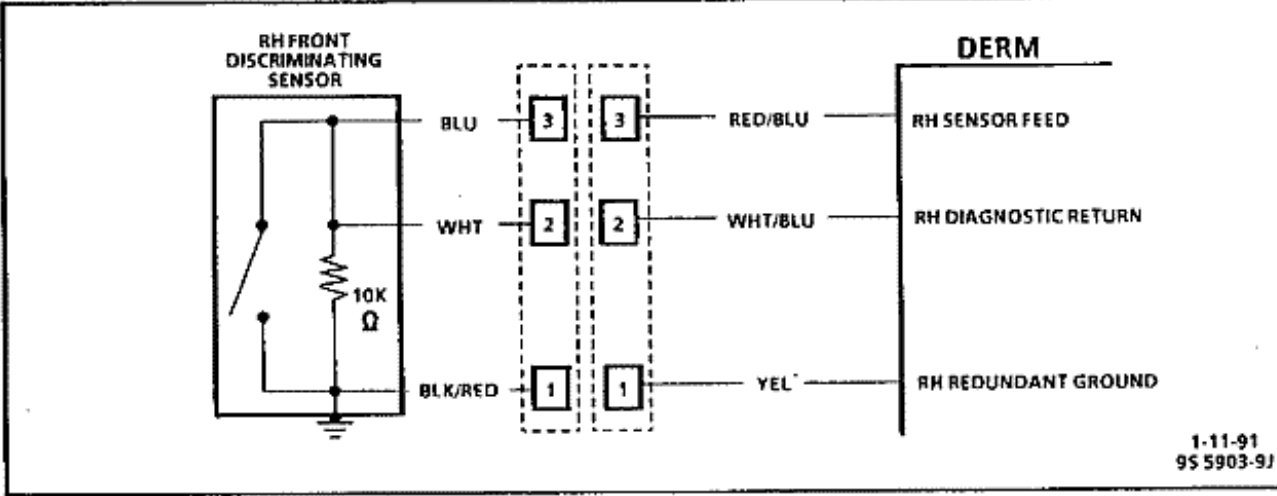 RH FRONT
DISCRIMINATING
SENSOR
DERM
BLU
3
3
RED/BLU
RH SENSOR FEED
WHT
2
2
WHT/BLU
RH DIAGNOSTIC RETURN
10K
Ω
BLK/RED
1
1
YEL
RH REDUNDANT GROUND
1-11-91
9S 5903-9J